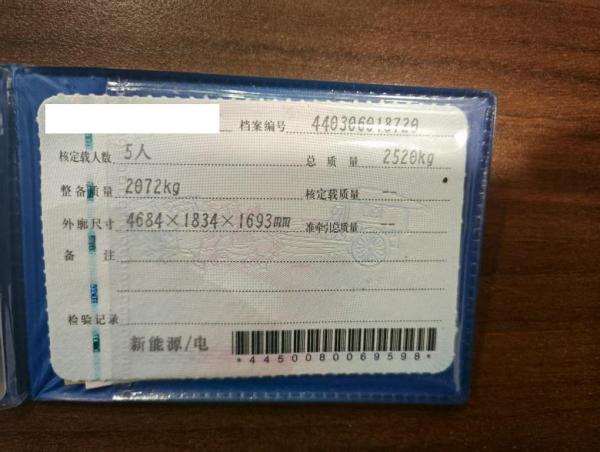 档案编号 440306018720
核定载人数 5人 总质量 2520kg
整备质量 2072kg 核定载质量 --
外廓尺寸 4684×1834×1693mm 准牵引总质量 --
备注
检验记录
新能源/电
*4450080069598*